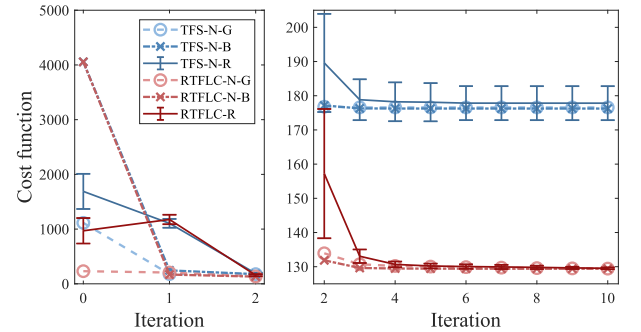 Cost function
5000
4000
3000
2000
1000
0
0
1
2
Iteration
TFS-N-G
TFS-N-B
TFS-N-R
RTFLC-N-G
RTFLC-N-B
RTFLC-R
200
190
180
170
160
150
140
130
2
4
6
8
10
Iteration